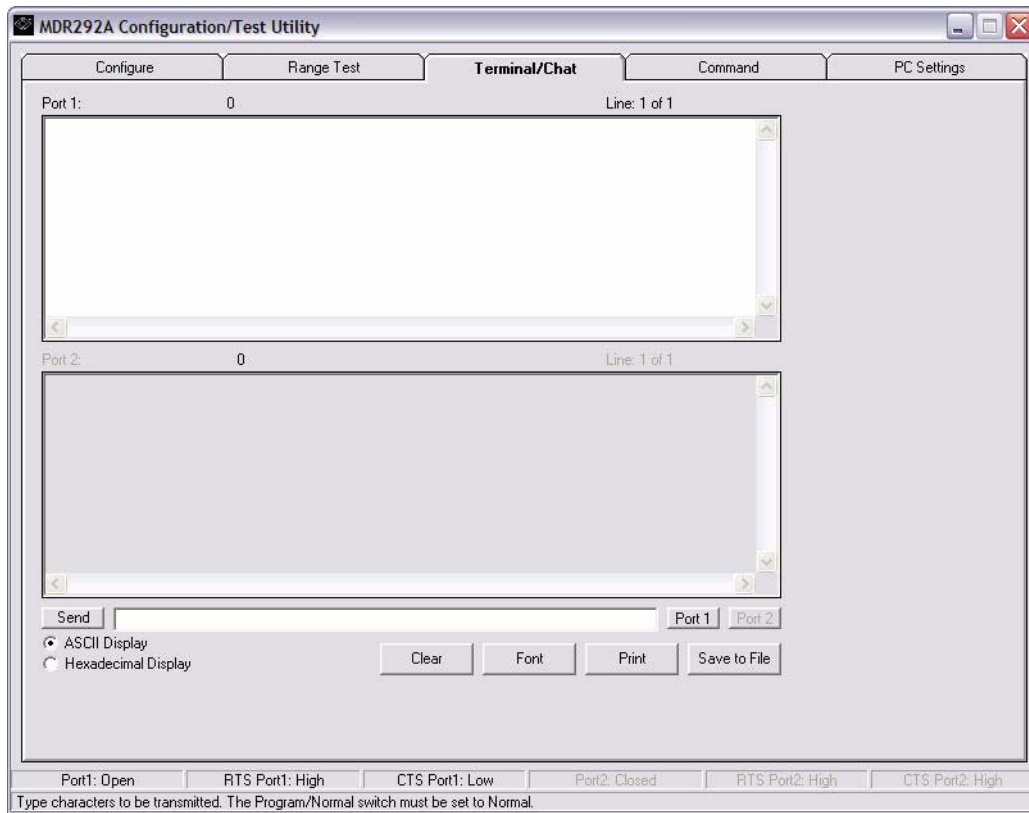 MDR292A Configuration/Test Utility
Configure Range Test Terminal/Chat Command PC Settings
Port 1: 0 Line: 1 of 1
Port 2: 0 Line: 1 of 1
Send Port 1 Port 2
ASCII Display
Hexadecimal Display
Clear Font Print Save to File
Port1: Open RTS Port1: High CTS Port1: Low Port2: Closed RTS Port2: High CTS Port2: High
Type characters to be transmitted. The Program/Normal switch must be set to Normal.